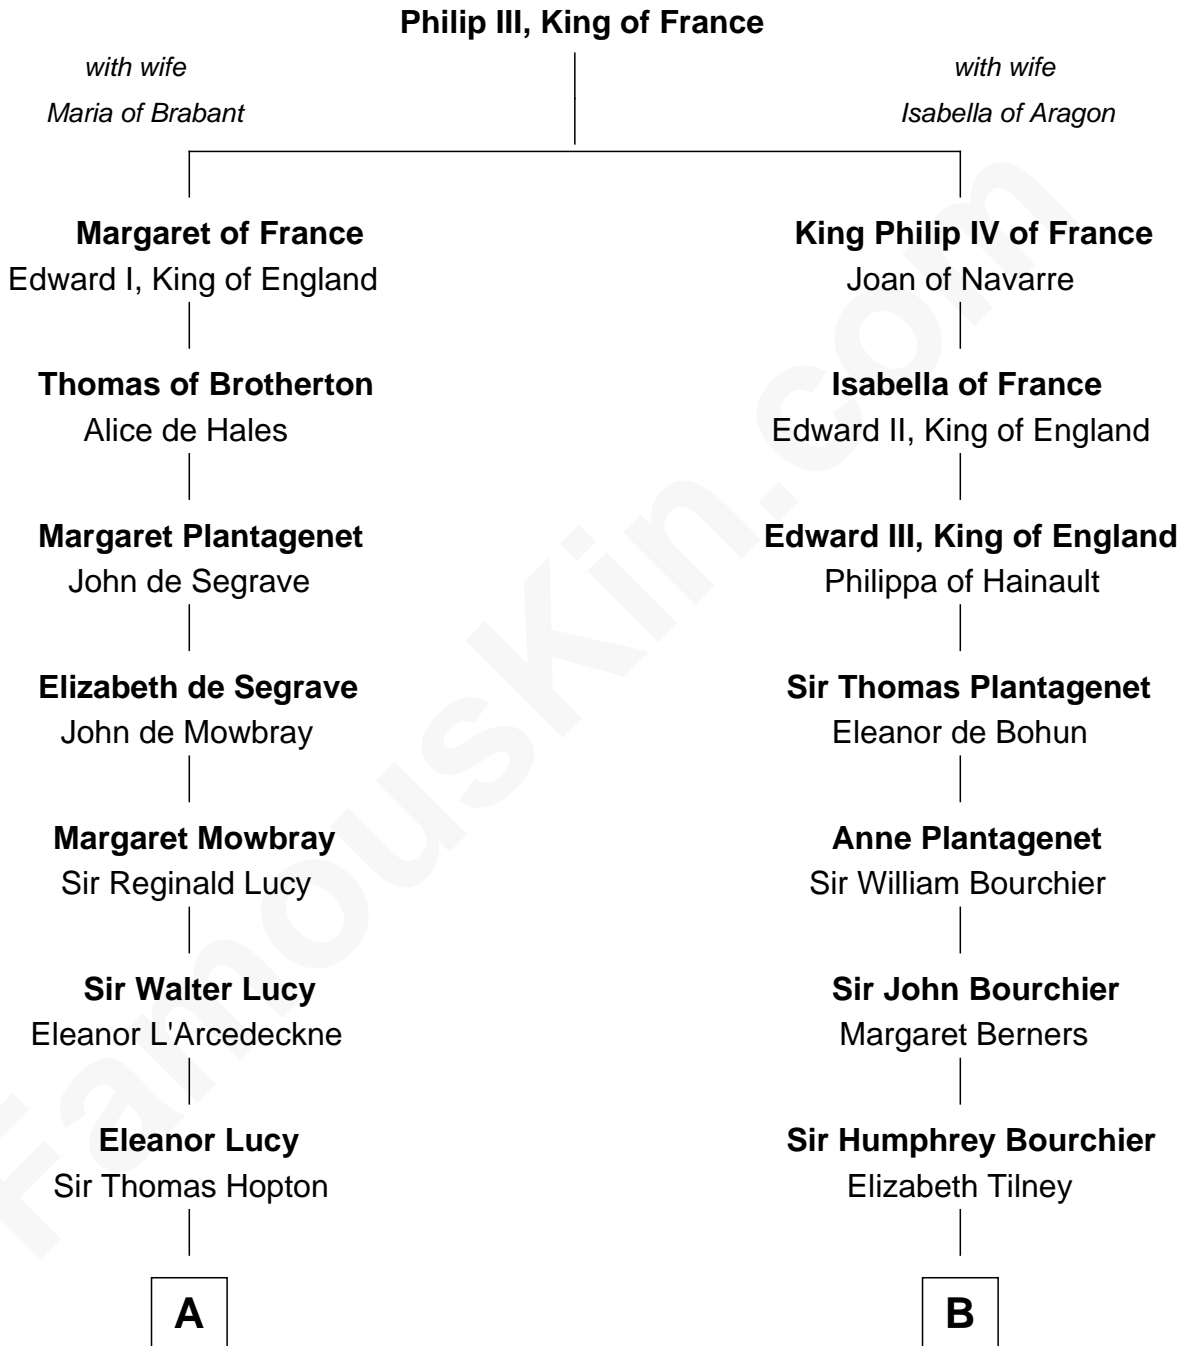 Philip III, King of France
with wife
Maria of Brabant
with wife
Isabella of Aragon
Margaret of France
Edward I, King of England
King Philip IV of France
Joan of Navarre
Thomas of Brotherton
Alice de Hales
Isabella of France
Edward II, King of England
Margaret Plantagenet
John de Segrave
Edward III, King of England
Philippa of Hainault
Elizabeth de Segrave
John de Mowbray
Sir Thomas Plantagenet
Eleanor de Bohun
Margaret Mowbray
Sir Reginald Lucy
Anne Plantagenet
Sir William Bourchier
Sir Walter Lucy
Eleanor L'Arcedeckne
Sir John Bourchier
Margaret Berners
Eleanor Lucy
Sir Thomas Hopton
Sir Humphrey Bourchier
Elizabeth Tilney
A
B
FamousKin.com